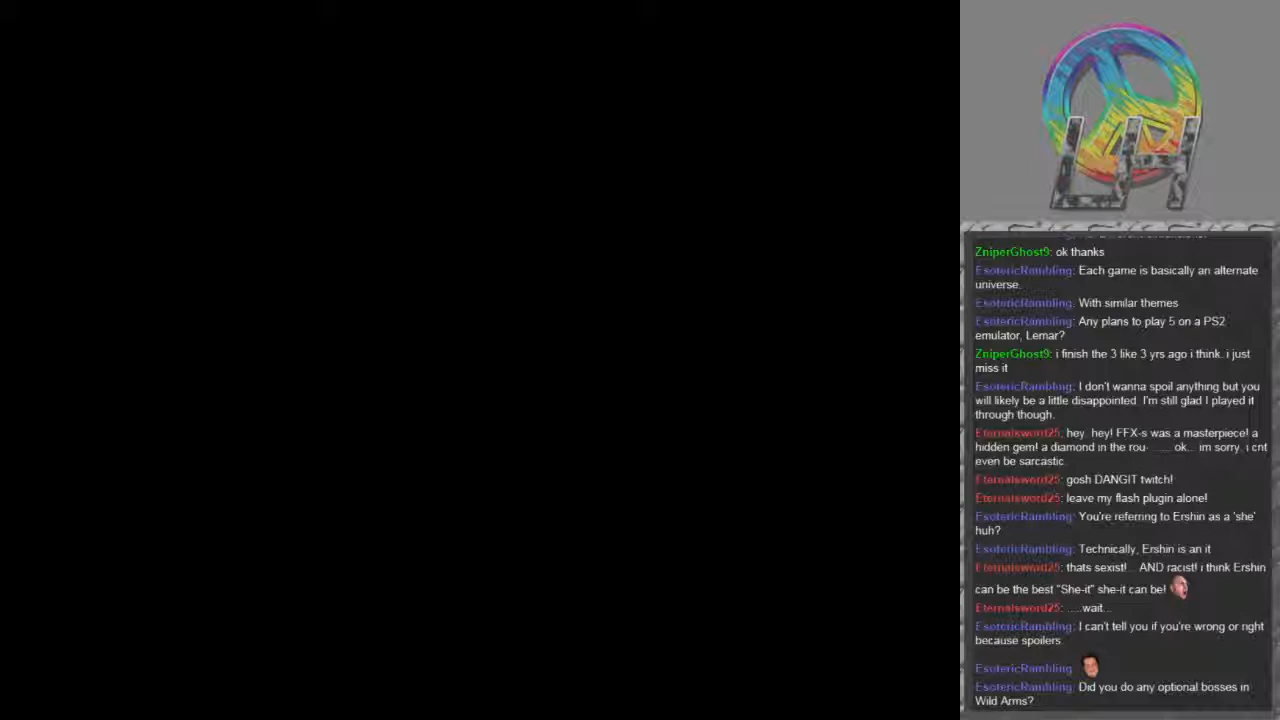 LH
ZniperGhost9: ok thanks
EsotericRambling: Each game is basically an alternate
universe.
EsotericRambling: With similar themes
EsotericRambling: Any plans to play 5 on a PS2
emulator, Lemar?
ZniperGhost9: i finish the 3 like 3 yrs ago i think. i just
miss it
EsotericRambling: I don't wanna spoil anything but you
will likely be a little disappointed. I'm still glad I played it
through though.
Eternalsword25: hey. hey! FFX-s was a masterpiece! a
hidden gem! a diamond in the rou- ...... ok... im sorry. i cnt
even be sarcastic.
Eternalsword25: gosh DANGIT twitch!
Eternalsword25: leave my flash plugin alone!
EsotericRambling: You're referring to Ershin as a 'she'
huh?
EsotericRambling: Technically, Ershin is an it
Eternalsword25: thats sexist!... AND racist! i think Ershin
can be the best "She-it" she-it can be!
Eternalsword25: .....wait...
EsotericRambling: I can't tell you if you're wrong or right
because spoilers
EsotericRambling:
EsotericRambling: Did you do any optional bosses in
Wild Arms?